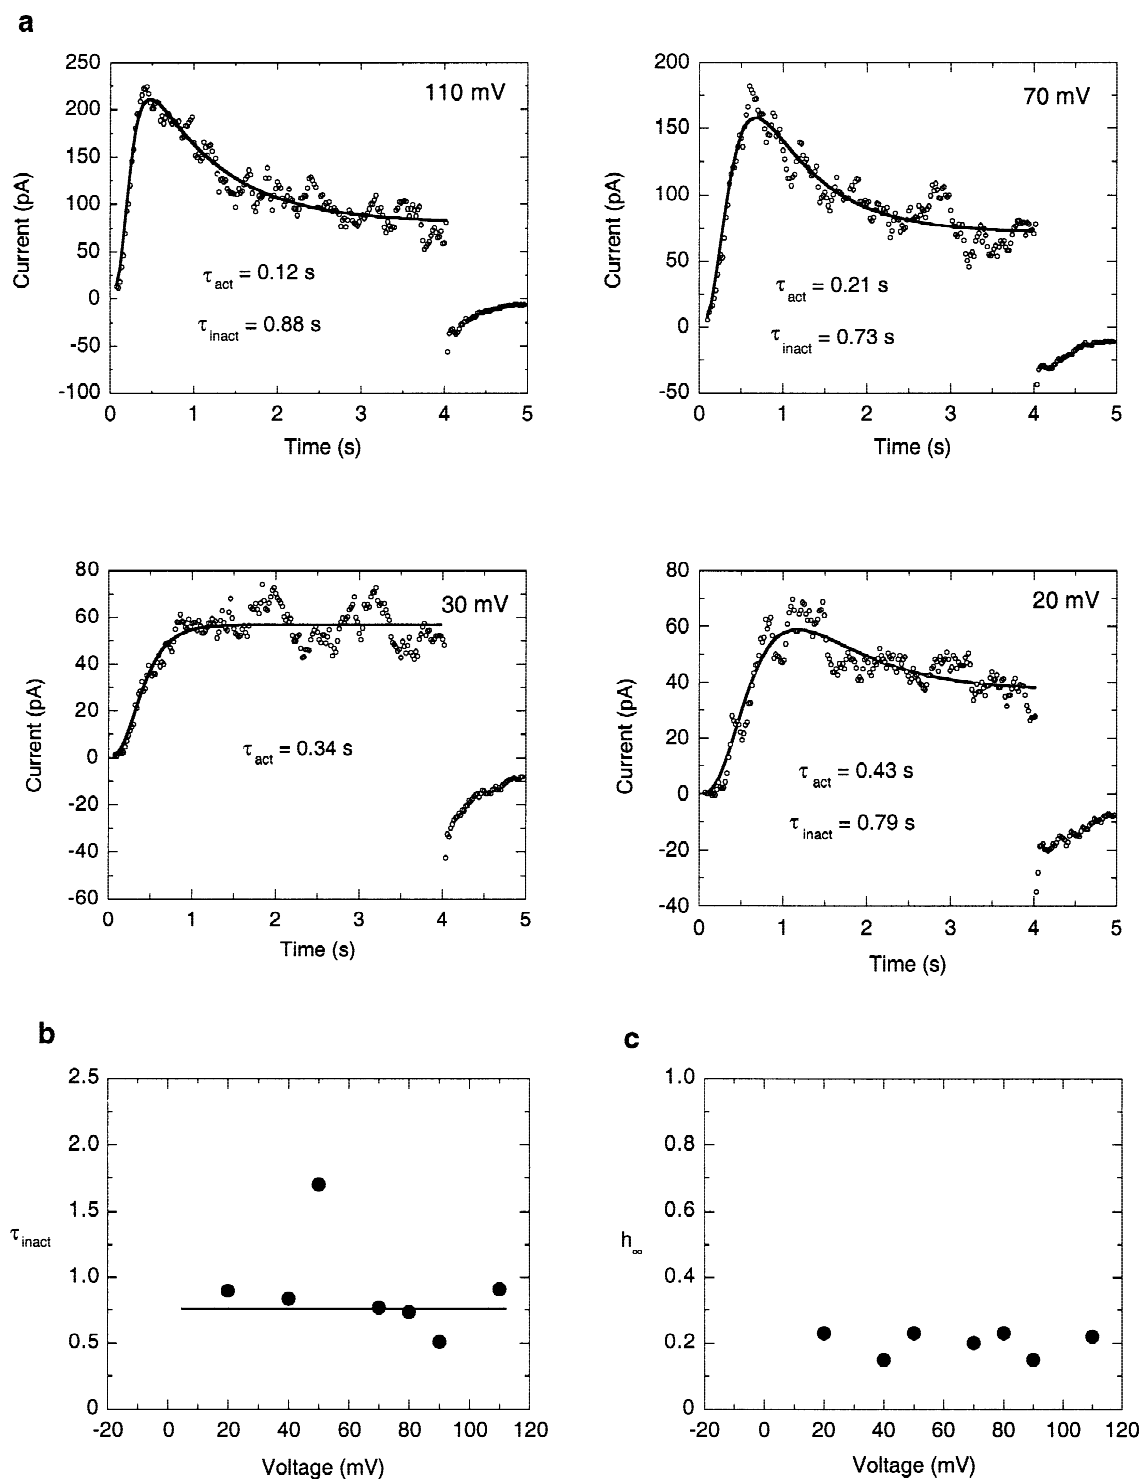 a
250
200
150
100
50
0
-50
-100
Current (pA)
110 mV
τact = 0.12 s
τinact = 0.88 s
0 1 2 3 4 5
Time (s)
200
150
100
50
0
-50
Current (pA)
70 mV
τact = 0.21 s
τinact = 0.73 s
0 1 2 3 4 5
Time (s)
80
60
40
20
0
-20
-40
-60
Current (pA)
30 mV
τact = 0.34 s
0 1 2 3 4 5
Time (s)
80
60
40
20
0
-20
-40
Current (pA)
20 mV
τact = 0.43 s
τinact = 0.79 s
0 1 2 3 4 5
Time (s)
b
2.5
2.0
1.5
1.0
0.5
0
τinact
-20 0 20 40 60 80 100 120
Voltage (mV)
c
1.0
0.8
0.6
0.4
0.2
0
h∞
-20 0 20 40 60 80 100 120
Voltage (mV)